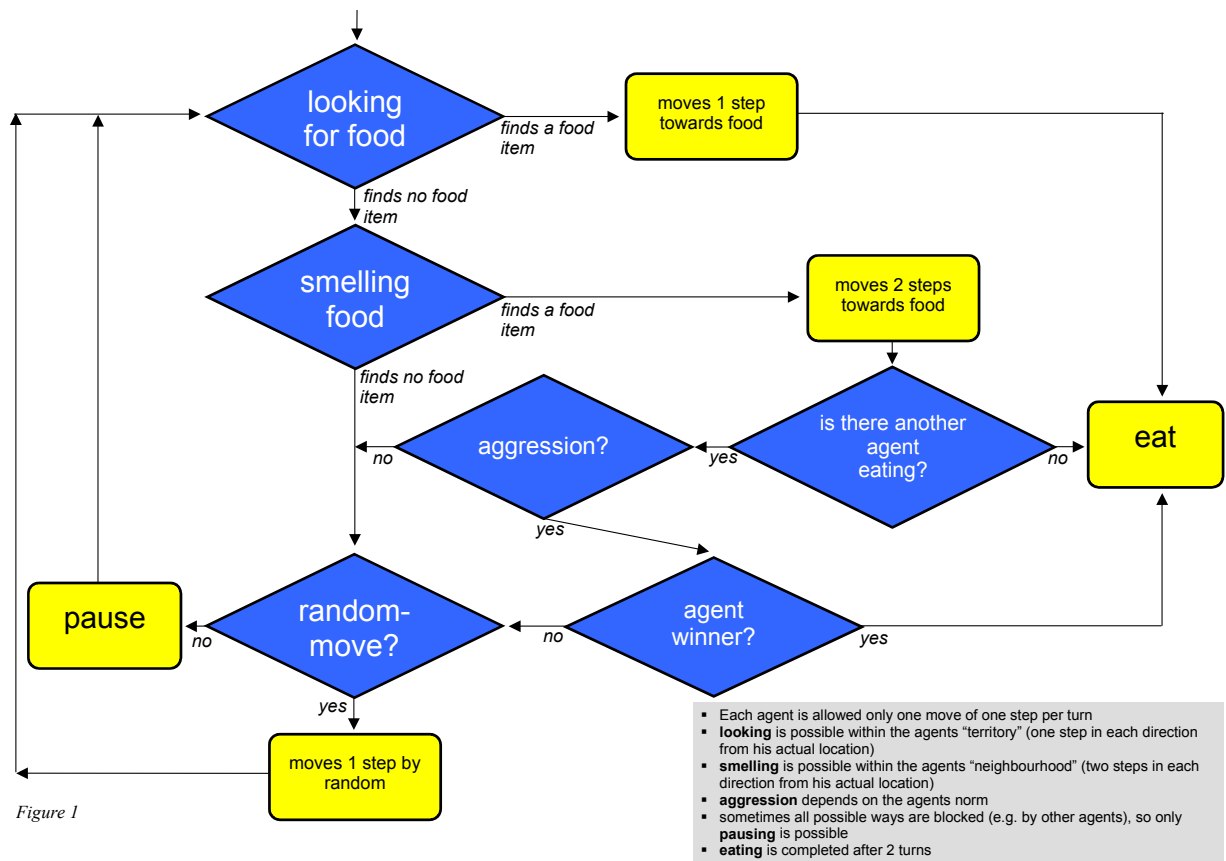 looking
for food
finds a food
item
moves 1 step
towards food
finds no food
item
smelling
food
finds a food
item
moves 2 steps
towards food
finds no food
item
aggression?
no
yes
is there another
agent
eating?
yes
no
eat
pause
no
random-
move?
yes
no
agent
winner?
yes
moves 1 step by
random
Figure 1
▪ Each agent is allowed only one move of one step per turn
▪ looking is possible within the agents “territory” (one step in each direction
from his actual location)
▪ smelling is possible within the agents “neighbourhood” (two steps in each
direction from his actual location)
▪ aggression depends on the agents norm
▪ sometimes all possible ways are blocked (e.g. by other agents), so only
pausing is possible
▪ eating is completed after 2 turns